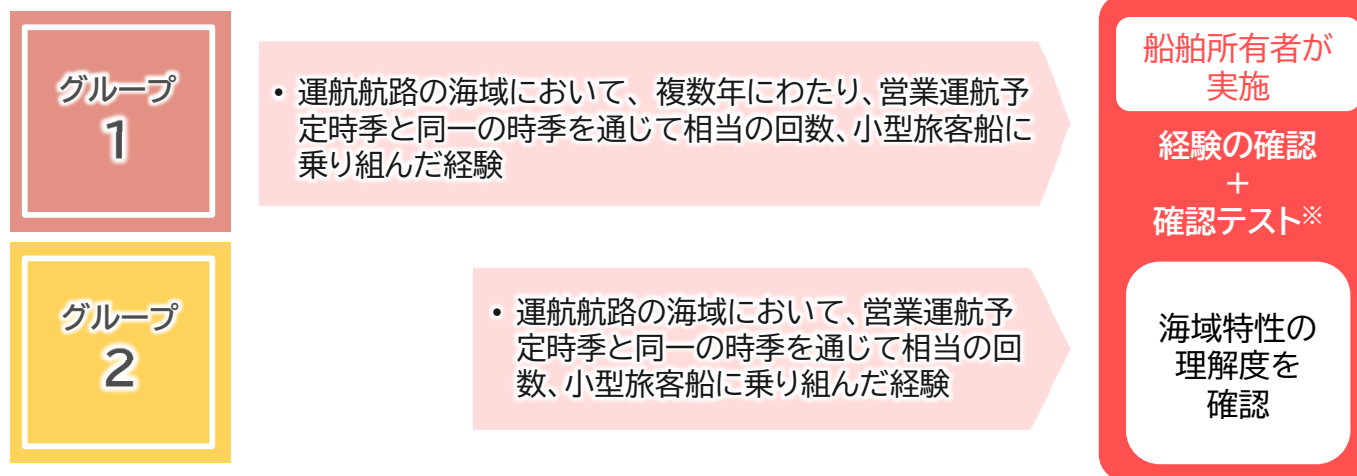 グループ
1
• 運航航路の海域において、複数年にわたり、営業運航予
定時季と同一の時季を通じて相当の回数、小型旅客船に
乗り組んだ経験
グループ
2
• 運航航路の海域において、営業運航予
定時季と同一の時季を通じて相当の回
数、小型旅客船に乗り組んだ経験
船舶所有者が
実施
経験の確認
+
確認テスト※
海域特性の
理解度を
確認